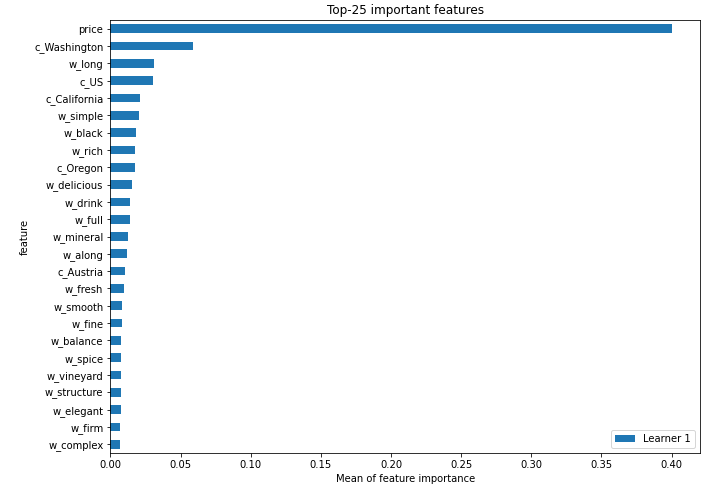 Top-25 important features
price
c_Washington
w_long
c_US
c_California
w_simple
w_black
w_rich
c_Oregon
w_delicious
w_drink
w_full
w_mineral
w_along
c_Austria
w_fresh
w_smooth
w_fine
w_balance
w_spice
w_vineyard
w_structure
w_elegant
w_firm
w_complex
feature
Learner 1
0.00 0.05 0.10 0.15 0.20 0.25 0.30 0.35 0.40
Mean of feature importance